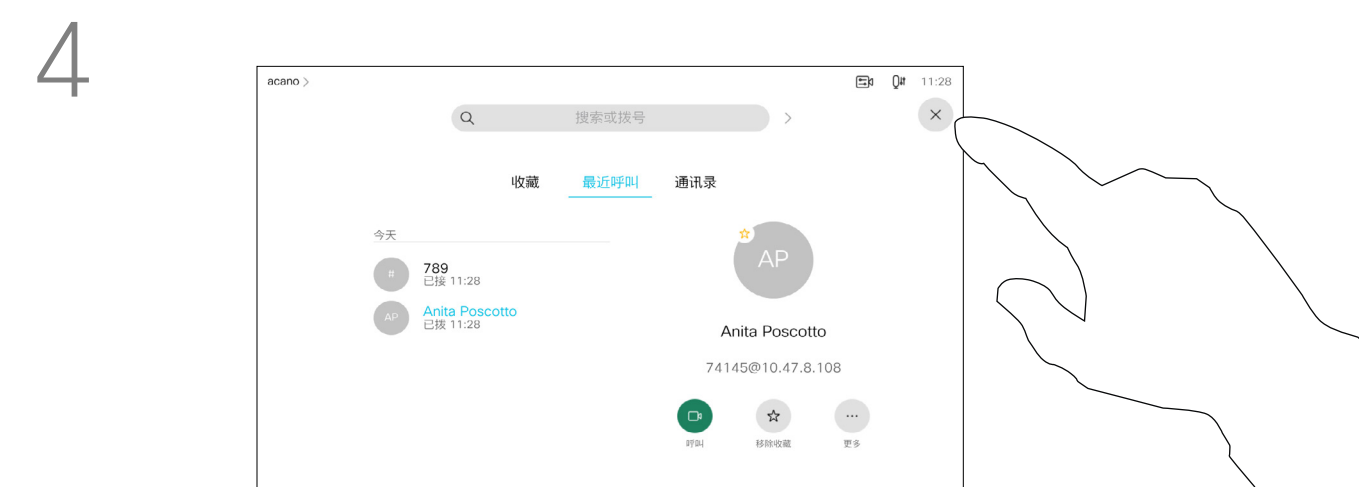 4
acano >
11:28
搜索或拨号
收藏 最近呼叫 通讯录
今天
#
789
已接 11:28
AP
Anita Poscotto
已拨 11:28
AP
Anita Poscotto
74145@10.47.8.108
呼叫 移除收藏 更多